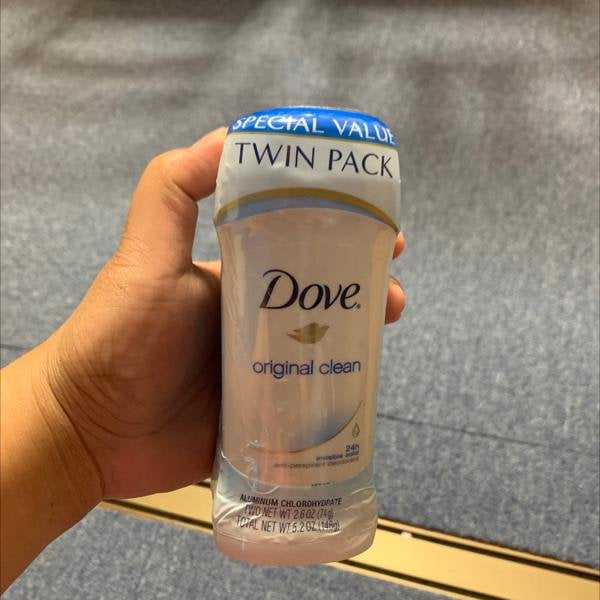 SPECIAL VALUE
TWIN PACK
Dove
original clean
24h
invisible solid
anti-perspirant deodorant
ALUMINUM CHLOROHYDRATE
TWO NET WT 2.6 OZ (74g)
TOTAL NET WT 5.2 OZ (148g)